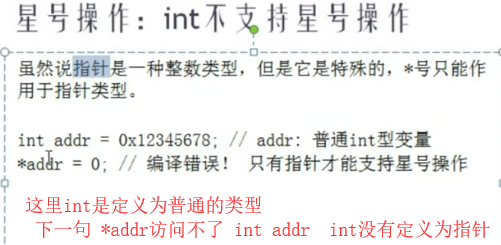 星号操作：int不支持星号操作
虽然说指针是一种整数类型，但是它是特殊的，*号只能作
用于指针类型。
int addr = 0x12345678; // addr: 普通int型变量
*addr = 0; // 编译错误！ 只有指针才能支持星号操作
这里int是定义为普通的类型
下一句 *addr访问不了 int addr int没有定义为指针